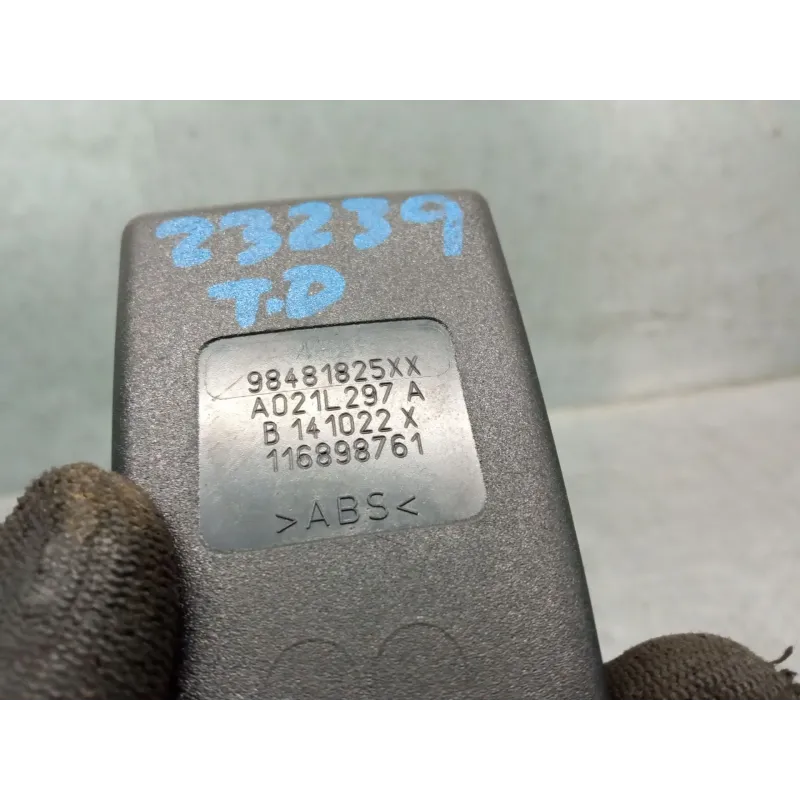 23239
T.D
98481825XX
A021L297 A
B 141022 X
116898761
>ABS<